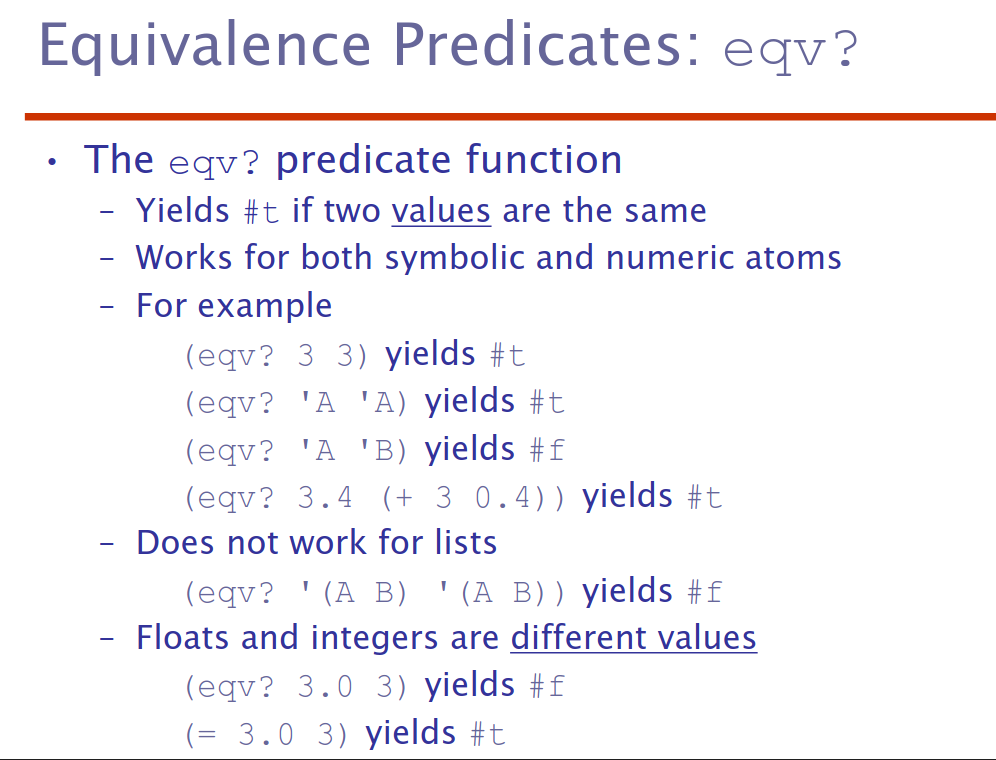 Equivalence Predicates: eqv?
• The eqv? predicate function
– Yields #t if two values are the same
– Works for both symbolic and numeric atoms
– For example
(eqv? 3 3) yields #t
(eqv? 'A 'A) yields #t
(eqv? 'A 'B) yields #f
(eqv? 3.4 (+ 3 0.4)) yields #t
– Does not work for lists
(eqv? '(A B) '(A B)) yields #f
– Floats and integers are different values
(eqv? 3.0 3) yields #f
(= 3.0 3) yields #t